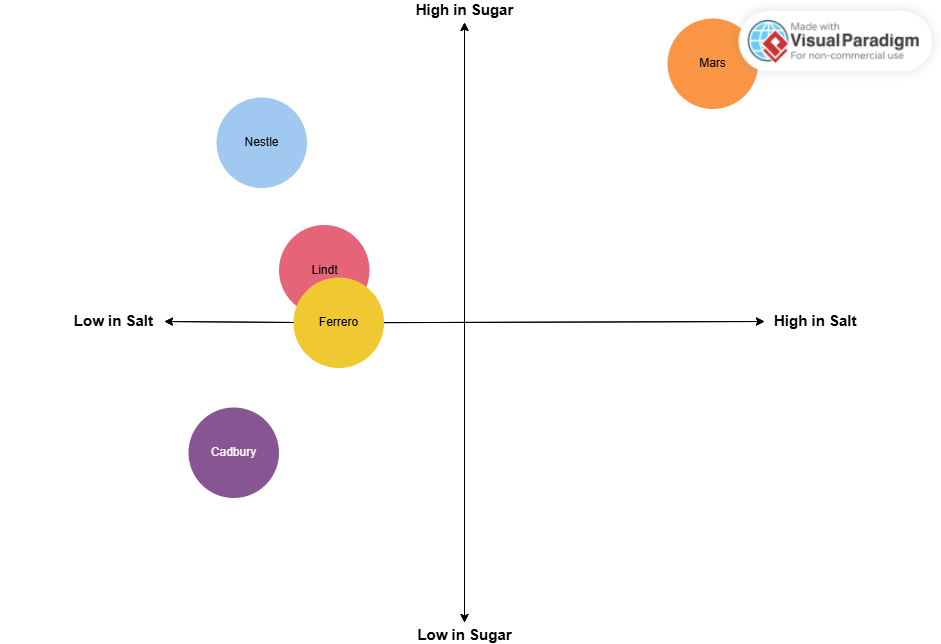 High in Sugar
Made with
Visual Paradigm
For non-commercial use
Mars
Nestle
Lindt
Low in Salt
Ferrero
High in Salt
Cadbury
Low in Sugar